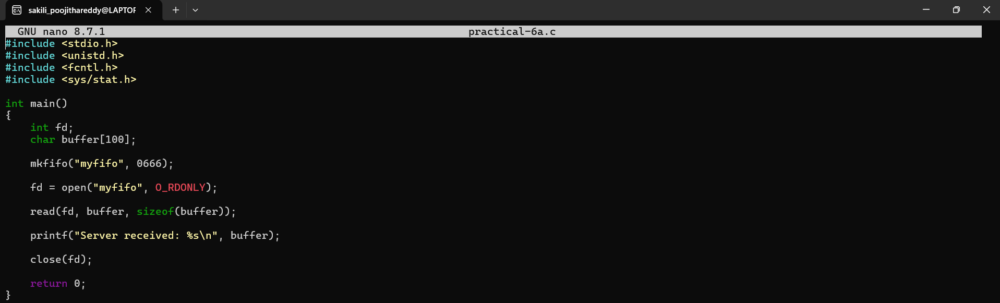 sakili_poojithareddy@LAPTOP
GNU nano 8.7.1 practical-6a.c
#include <stdio.h>
#include <unistd.h>
#include <fcntl.h>
#include <sys/stat.h>

int main()
{
    int fd;
    char buffer[100];

    mkfifo("myfifo", 0666);

    fd = open("myfifo", O_RDONLY);

    read(fd, buffer, sizeof(buffer));

    printf("Server received: %s\n", buffer);

    close(fd);

    return 0;
}